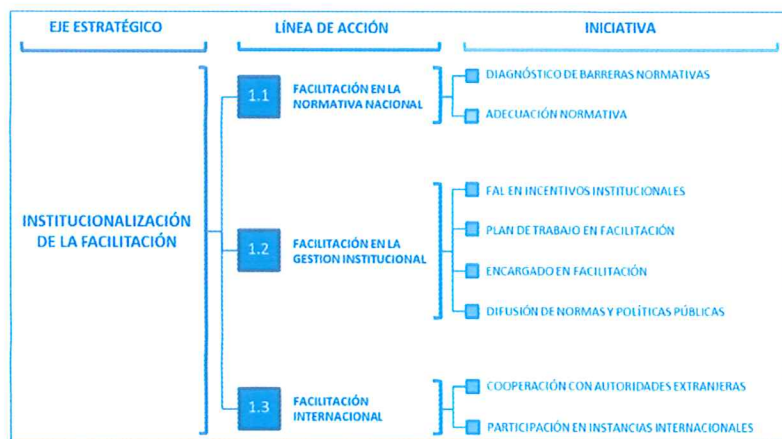 EJE ESTRATÉGICO
LÍNEA DE ACCIÓN
INICIATIVA
INSTITUCIONALIZACIÓN
DE LA FACILITACIÓN
1.1
FACILITACIÓN EN LA
NORMATIVA NACIONAL
DIAGNÓSTICO DE BARRERAS NORMATIVAS
ADECUACIÓN NORMATIVA
1.2
FACILITACIÓN EN LA
GESTION INSTITUCIONAL
FAL EN INCENTIVOS INSTITUCIONALES
PLAN DE TRABAJO EN FACILITACIÓN
ENCARGADO EN FACILITACIÓN
DIFUSIÓN DE NORMAS Y POLÍTICAS PÚBLICAS
1.3
FACILITACIÓN
INTERNACIONAL
COOPERACIÓN CON AUTORIDADES EXTRANJERAS
PARTICIPACIÓN EN INSTANCIAS INTERNACIONALES